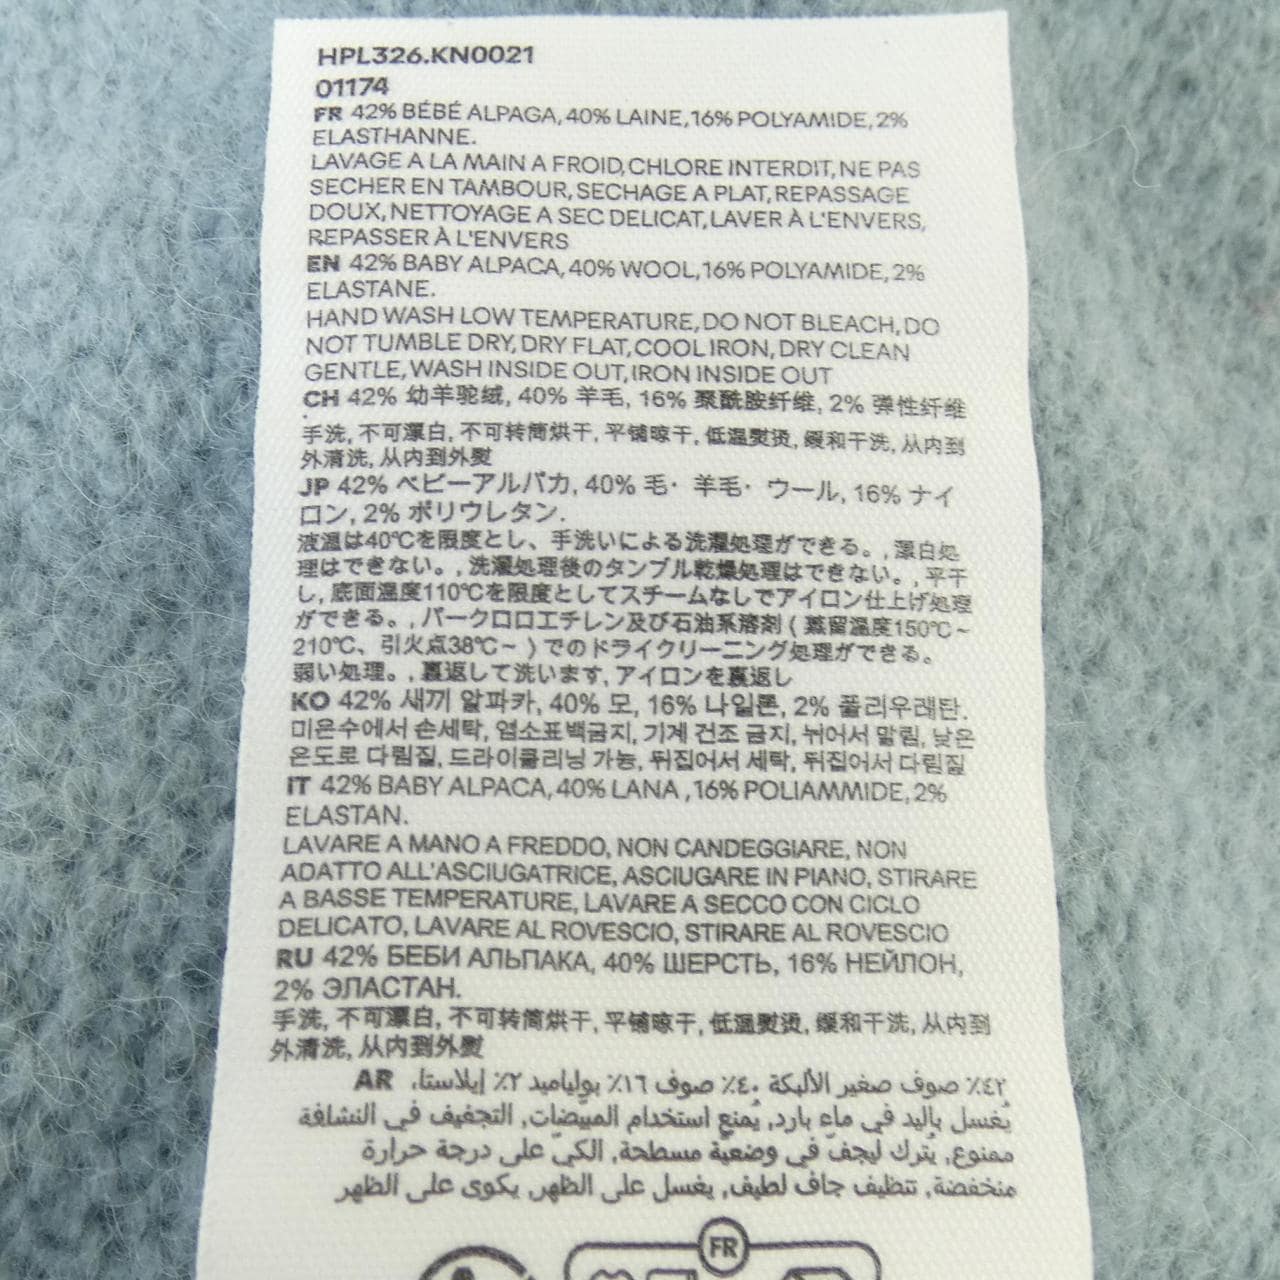 HPL326.KN0021
01174
FR 42% BÉBÉ ALPAGA, 40% LAINE, 16% POLYAMIDE, 2%
ELASTHANNE.
LAVAGE A LA MAIN A FROID, CHLORE INTERDIT, NE PAS
SECHER EN TAMBOUR, SECHAGE A PLAT, REPASSAGE
DOUX, NETTOYAGE A SEC DELICAT, LAVER À L'ENVERS,
REPASSER À L'ENVERS
EN 42% BABY ALPACA, 40% WOOL, 16% POLYAMIDE, 2%
ELASTANE.
HAND WASH LOW TEMPERATURE, DO NOT BLEACH, DO
NOT TUMBLE DRY, DRY FLAT, COOL IRON, DRY CLEAN
GENTLE, WASH INSIDE OUT, IRON INSIDE OUT
CH 42% 幼羊驼绒, 40% 羊毛, 16% 聚酰胺纤维, 2% 弹性纤维
.
手洗, 不可漂白, 不可转筒烘干, 平铺晾干, 低温熨烫, 缓和干洗, 从内到
外清洗, 从内到外熨
JP 42% ベビーアルパカ, 40% 毛・羊毛・ウール, 16% ナイ
ロン, 2% ポリウレタン.
液温は40℃を限度とし、手洗いによる洗濯処理ができる。, 漂白処
理はできない。, 洗濯処理後のタンブル乾燥処理はできない。, 平干
し, 底面温度110℃を限度としてスチームなしでアイロン仕上げ処理
ができる。, パークロロエチレン及び石油系溶剤 ( 蒸留温度150℃~
210℃、引火点38℃~ ) でのドライクリーニング処理ができる。
弱い処理。, 裏返して洗います, アイロンを裏返し
KO 42% 새끼 알파카, 40% 모, 16% 나일론, 2% 폴리우레탄.
미온수에서 손세탁, 염소표백금지, 기계 건조 금지, 뉘어서 말림, 낮은
온도로 다림질, 드라이클리닝 가능, 뒤집어서 세탁, 뒤집어서 다림질
IT 42% BABY ALPACA, 40% LANA , 16% POLIAMMIDE, 2%
ELASTAN.
LAVARE A MANO A FREDDO, NON CANDEGGIARE, NON
ADATTO ALL'ASCIUGATRICE, ASCIUGARE IN PIANO, STIRARE
A BASSE TEMPERATURE, LAVARE A SECCO CON CICLO
DELICATO, LAVARE AL ROVESCIO, STIRARE AL ROVESCIO
RU 42% БЕБИ АЛЬПАКА, 40% ШЕРСТЬ, 16% НЕЙЛОН,
2% ЭЛАСТАН.
手洗, 不可漂白, 不可转筒烘干, 平铺晾干, 低温熨烫, 缓和干洗, 从内到
外清洗, 从内到外熨
AR ٤٢٪ صوف صغير الألبكة ٤٠٪ صوف ١٦٪ بولياميد ٢٪ إيلاستا.
يُغسل باليد في ماء بارد, يُمنع استخدام المبيّضات, التجفيف في النشافة
ممنوع, يُترك ليجفّ في وضعيّة مسطحة, الكيّ على درجة حرارة
منخفضة, تنظيف جاف لطيف, يغسل على الظهر, يكوى على الظهر
FR